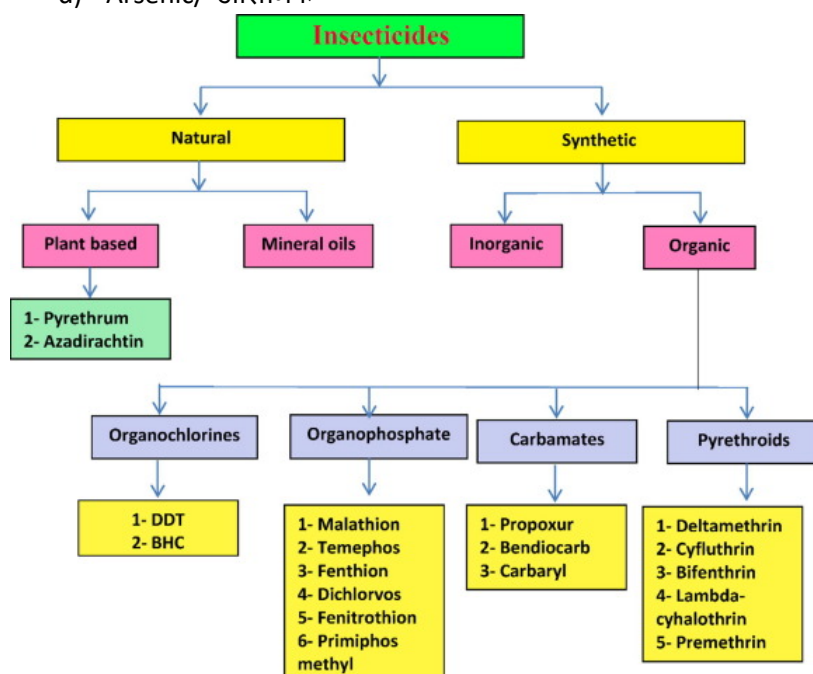 Arsenic,
Insecticides
Natural
Synthetic
Plant based
Mineral oils
Inorganic
Organic
1- Pyrethrum
2- Azadirachtin
Organochlorines
Organophosphate
Carbamates
Pyrethroids
1- DDT
2- BHC
1- Malathion
2- Temephos
3- Fenthion
4- Dichlorvos
5- Fenitrothion
6- Primiphos
methyl
1- Propoxur
2- Bendiocarb
3- Carbaryl
1- Deltamethrin
2- Cyfluthrin
3- Bifenthrin
4- Lambda-
cyhalothrin
5- Premethrin